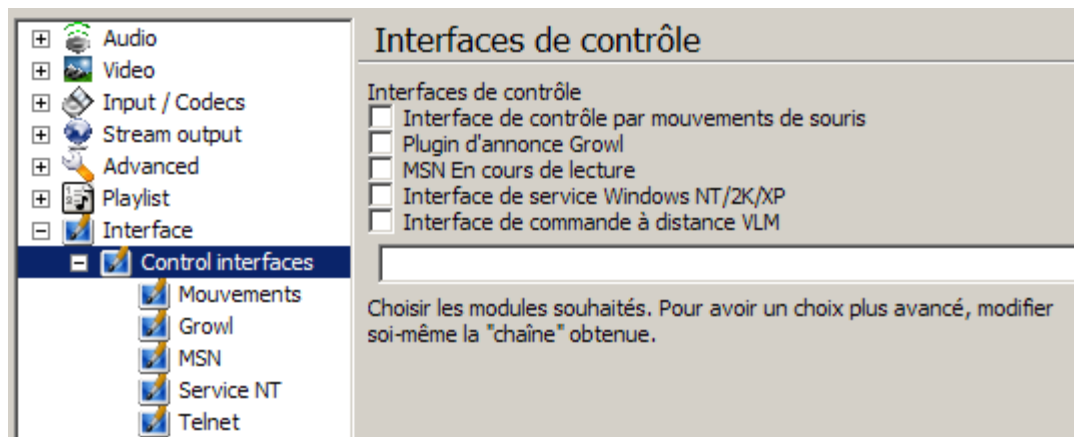 Audio
Video
Input / Codecs
Stream output
Advanced
Playlist
Interface
Control interfaces
Mouvements
Growl
MSN
Service NT
Telnet
Interfaces de contrôle
Interfaces de contrôle
Interface de contrôle par mouvements de souris
Plugin d'annonce Growl
MSN En cours de lecture
Interface de service Windows NT/2K/XP
Interface de commande à distance VLM
Choisir les modules souhaités. Pour avoir un choix plus avancé, modifier
soi-même la "chaîne" obtenue.